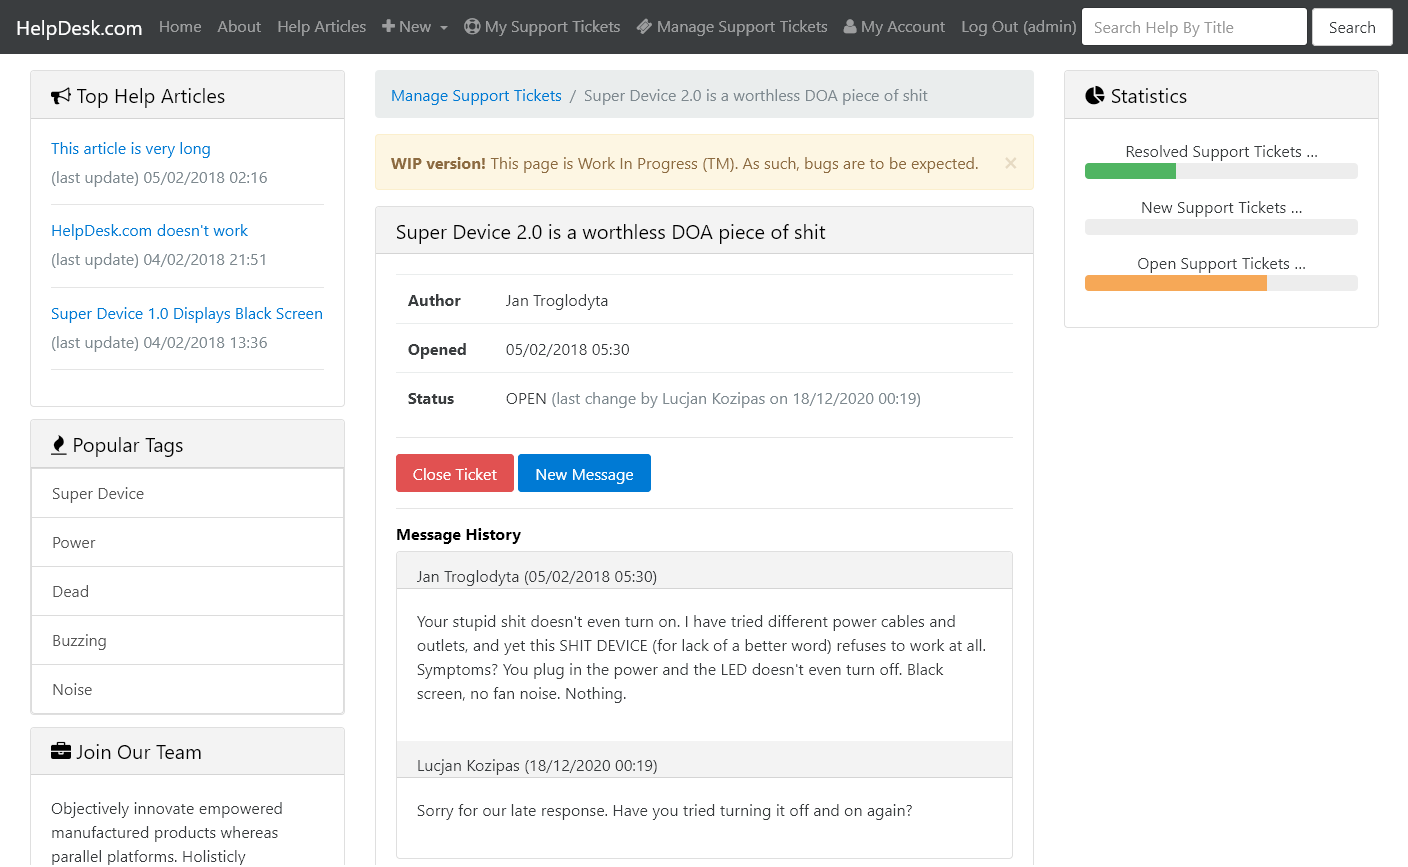 HelpDesk.com Home About Help Articles New My Support Tickets Manage Support Tickets My Account Log Out (admin) Search Help By Title Search
Top Help Articles
This article is very long
(last update) 05/02/2018 02:16
HelpDesk.com doesn't work
(last update) 04/02/2018 21:51
Super Device 1.0 Displays Black Screen
(last update) 04/02/2018 13:36
Popular Tags
Super Device
Power
Dead
Buzzing
Noise
Join Our Team
Objectively innovate empowered
manufactured products whereas
parallel platforms. Holisticly
Manage Support Tickets / Super Device 2.0 is a worthless DOA piece of shit
WIP version! This page is Work In Progress (TM). As such, bugs are to be expected. ×
Super Device 2.0 is a worthless DOA piece of shit
Author Jan Troglodyta
Opened 05/02/2018 05:30
Status OPEN (last change by Lucjan Kozipas on 18/12/2020 00:19)
Close Ticket New Message
Message History
Jan Troglodyta (05/02/2018 05:30)
Your stupid shit doesn't even turn on. I have tried different power cables and
outlets, and yet this SHIT DEVICE (for lack of a better word) refuses to work at all.
Symptoms? You plug in the power and the LED doesn't even turn off. Black
screen, no fan noise. Nothing.
Lucjan Kozipas (18/12/2020 00:19)
Sorry for our late response. Have you tried turning it off and on again?
Statistics
Resolved Support Tickets ...
New Support Tickets ...
Open Support Tickets ...